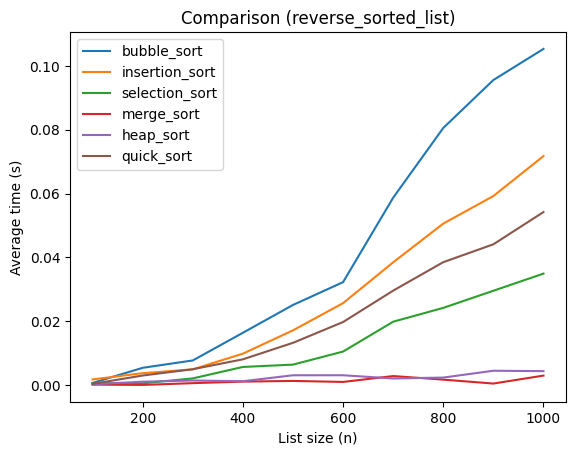 Comparison (reverse_sorted_list)
bubble_sort
insertion_sort
selection_sort
merge_sort
heap_sort
quick_sort
Average time (s)
0.10
0.08
0.06
0.04
0.02
0.00
200 400 600 800 1000
List size (n)